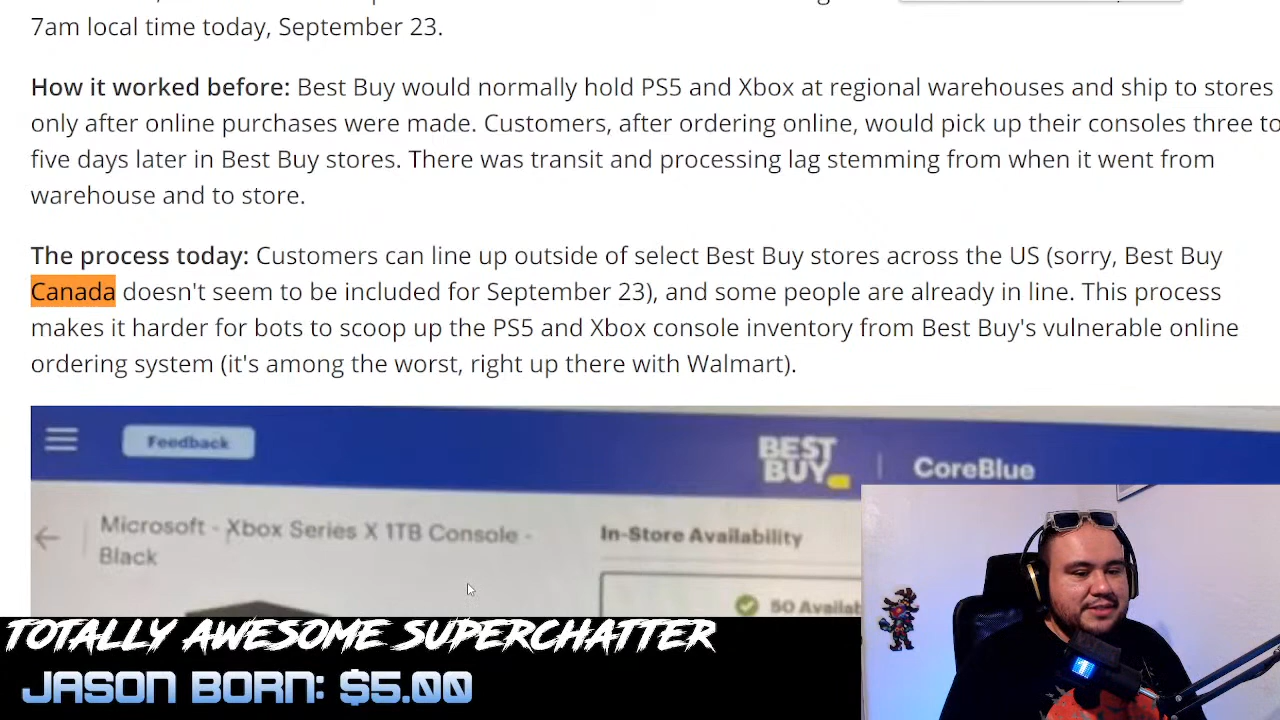 7am local time today, September 23.
How it worked before: Best Buy would normally hold PS5 and Xbox at regional warehouses and ship to stores
only after online purchases were made. Customers, after ordering online, would pick up their consoles three to
five days later in Best Buy stores. There was transit and processing lag stemming from when it went from
warehouse and to store.
The process today: Customers can line up outside of select Best Buy stores across the US (sorry, Best Buy
Canada doesn't seem to be included for September 23), and some people are already in line. This process
makes it harder for bots to scoop up the PS5 and Xbox console inventory from Best Buy's vulnerable online
ordering system (it's among the worst, right up there with Walmart).
Feedback
BEST
BUY
CoreBlue
Microsoft - Xbox Series X 1TB Console -
Black
In-Store Availability
50
TOTALLY AWESOME SUPERCHATTER
JASON BORN: $5.00